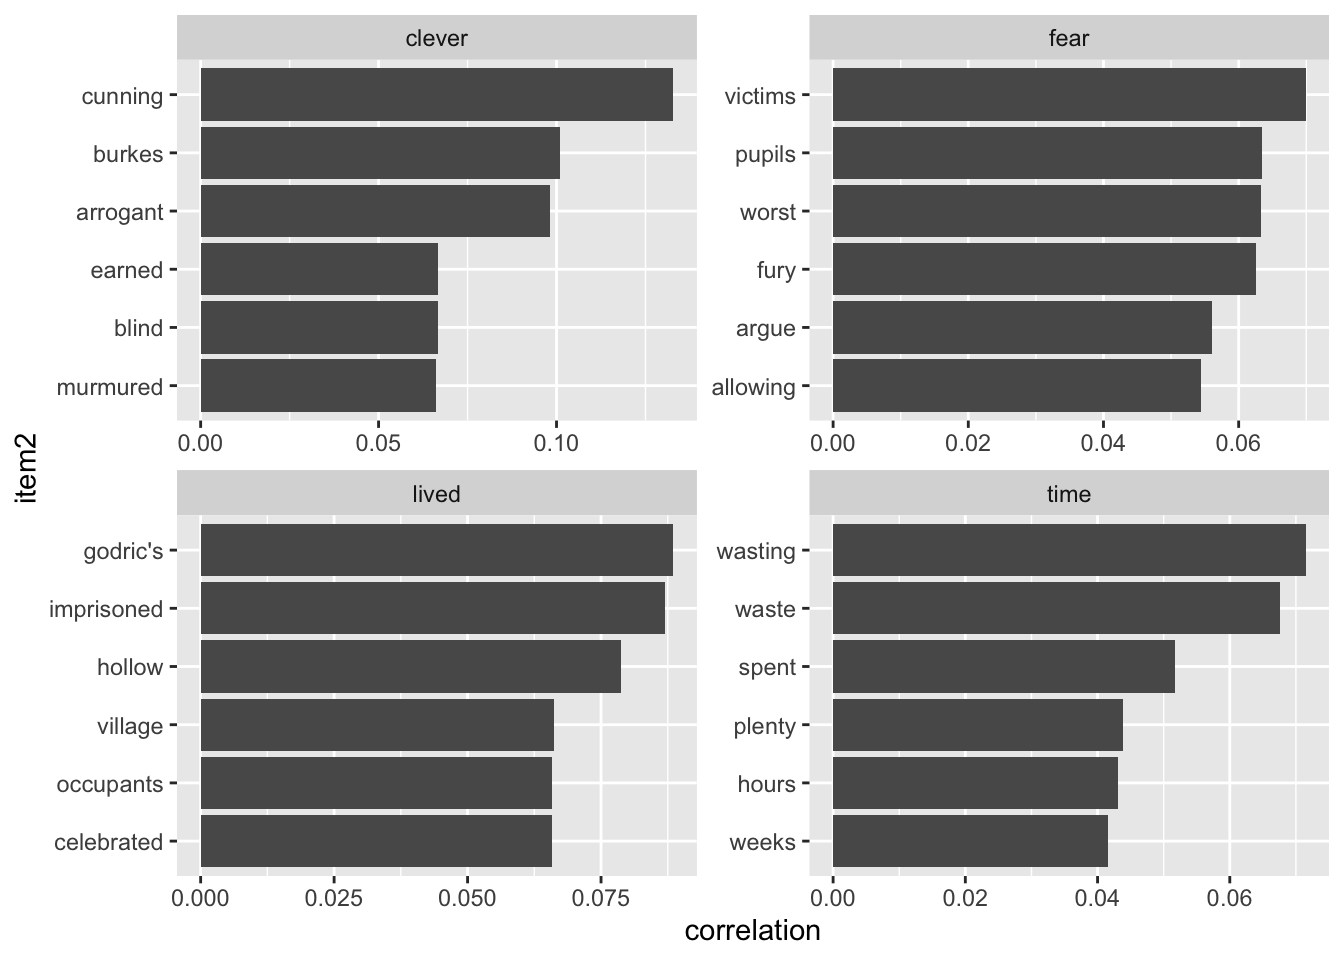 clever
cunning
burkes
arrogant
earned
blind
murmured
0.00 0.05 0.10
fear
victims
pupils
worst
fury
argue
allowing
0.00 0.02 0.04 0.06
item2
lived
godric's
imprisoned
hollow
village
occupants
celebrated
0.000 0.025 0.050 0.075
time
wasting
waste
spent
plenty
hours
weeks
0.00 0.02 0.04 0.06
correlation